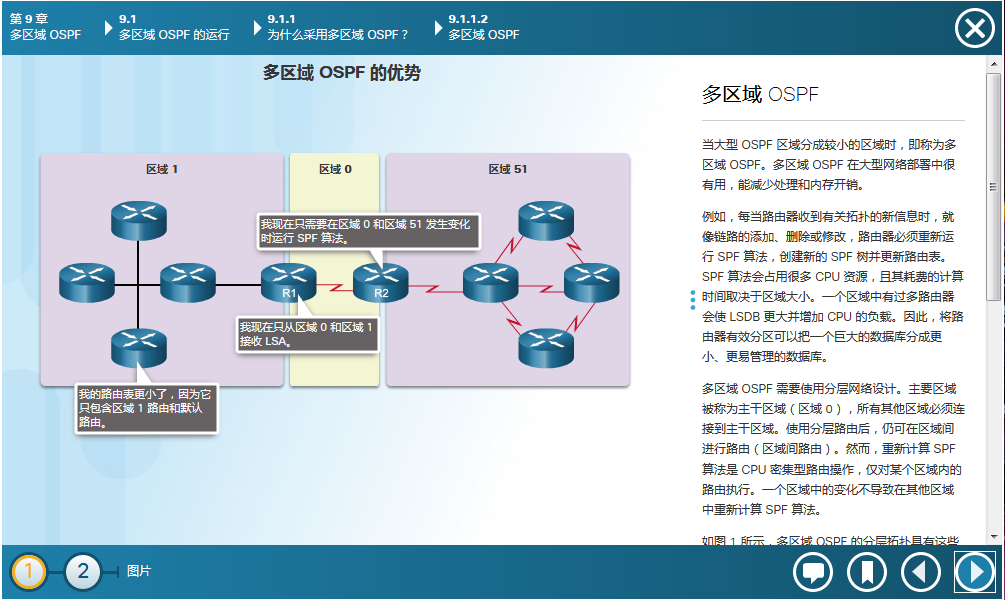 第 9 章
多区域 OSPF
9.1
多区域 OSPF 的运行
9.1.1
为什么采用多区域 OSPF？
9.1.1.2
多区域 OSPF
多区域 OSPF 的优势
区域 1
区域 0
区域 51
我现在只需要在区域 0 和区域 51 发生变化
时运行 SPF 算法。
R1
R2
我现在只从区域 0 和区域 1
接收 LSA。
我的路由表更小了，因为它
只包含区域 1 路由和默认
路由。
多区域 OSPF
当大型 OSPF 区域分成较小的区域时，即称为多
区域 OSPF。多区域 OSPF 在大型网络部署中很
有用，能减少处理和内存开销。
例如，每当路由器收到有关拓扑的新信息时，就
像链路的添加、删除或修改，路由器必须重新运
行 SPF 算法，创建新的 SPF 树并更新路由表。
SPF 算法会占用很多 CPU 资源，且其耗费的计算
时间取决于区域大小。一个区域中有过多路由器
会使 LSDB 更大并增加 CPU 的负载。因此，将路
由器有效分区可以把一个巨大的数据库分成更
小、更易管理的数据库。
多区域 OSPF 需要使用分层网络设计。主要区域
被称为主干区域（区域 0），所有其他区域必须连
接到主干区域。使用分层路由后，仍可在区域间
进行路由（区域间路由）。然而，重新计算 SPF
算法是 CPU 密集型路由操作，仅对某个区域内的
路由执行。一个区域中的变化不导致在其他区域
中重新计算 SPF 算法。
如图 1 所示，多区域 OSPF 的分层拓扑具有这些
1
2
图片